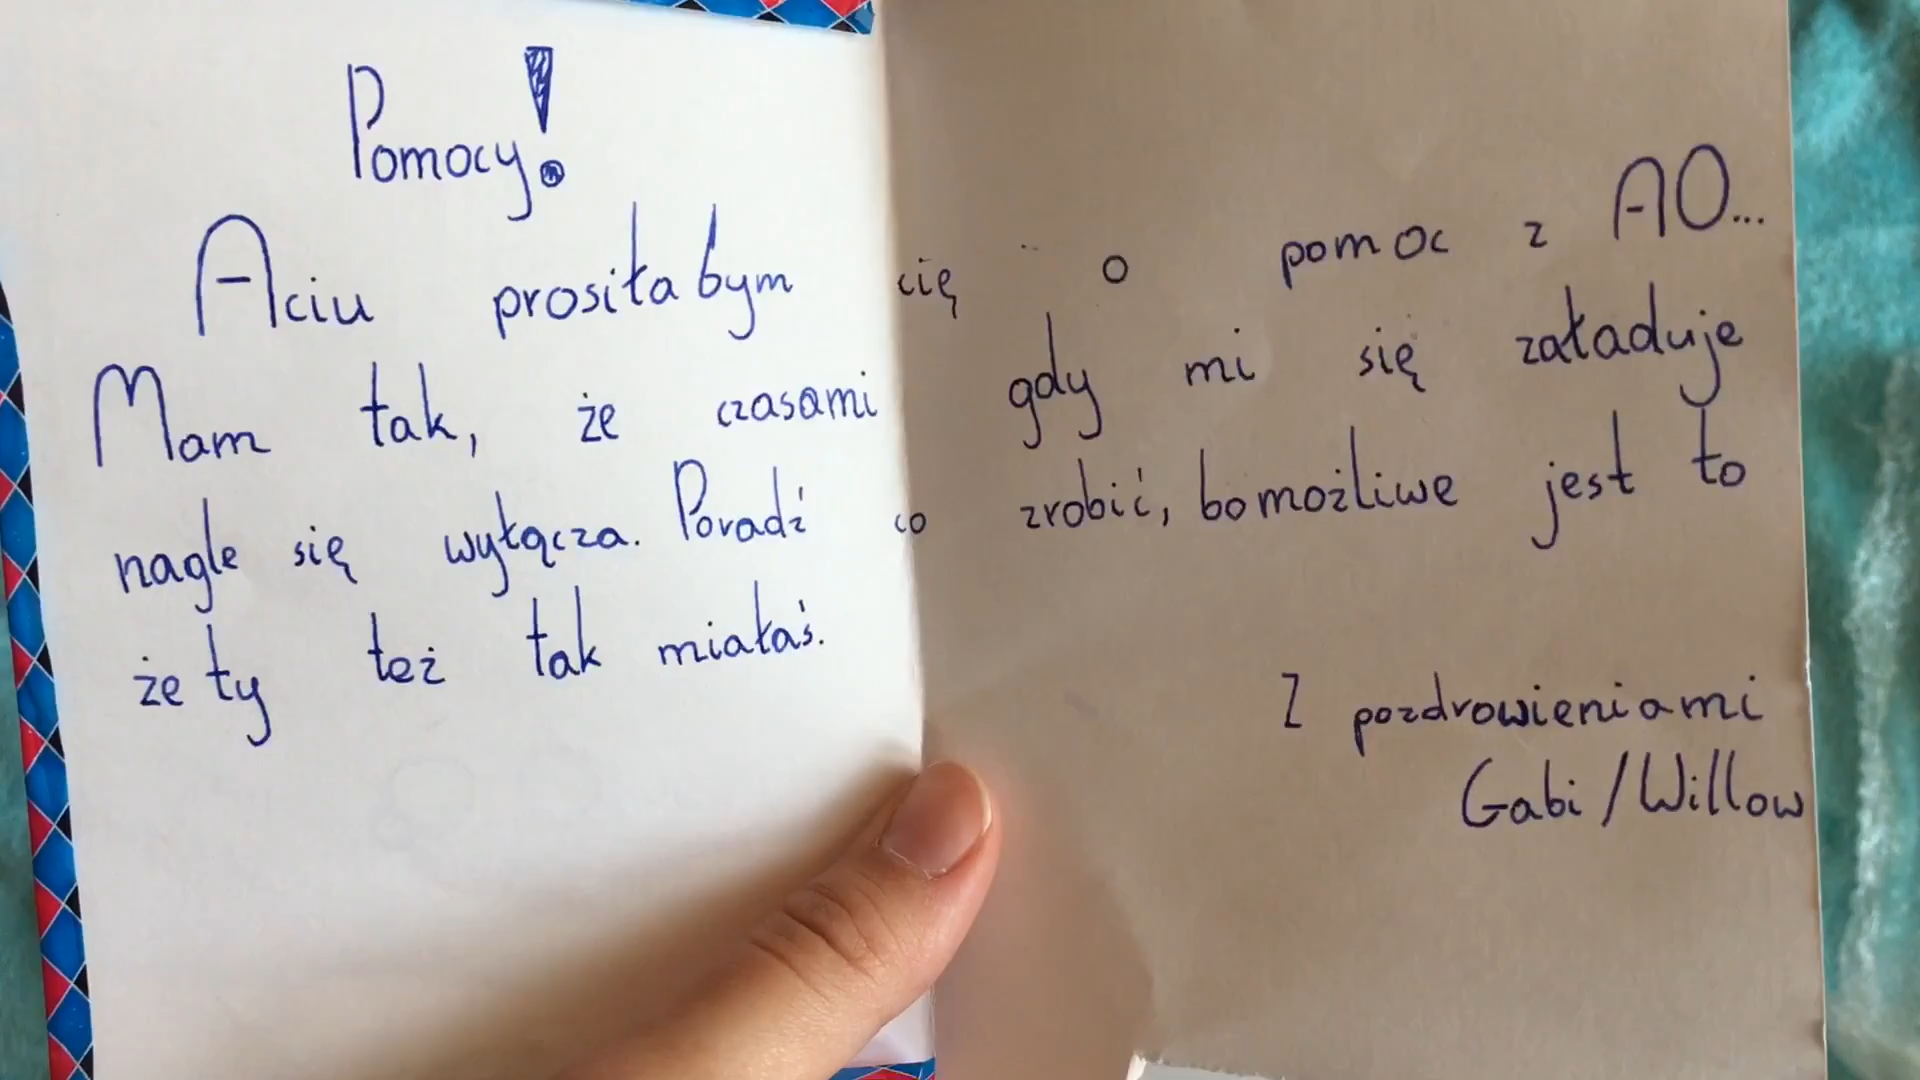 Pomocy!
Aciu prosiłabym cię o pomoc z AO...
Mam tak, że czasami gdy mi się załaduje
nagle się wyłącza. Poradź co zrobić, bo możliwe jest to
że ty też tak miałaś.
Z pozdrowieniami
Gabi/Willow